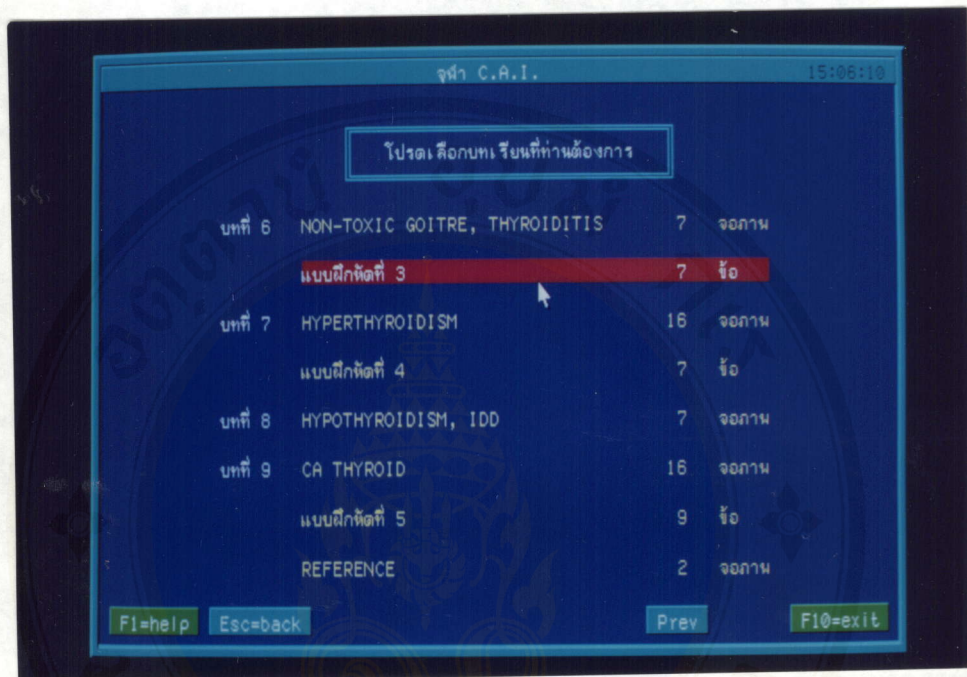 จุฬา C.A.I. 15:06:10
โปรดเลือกบทเรียนที่ท่านต้องการ
บทที่ 6 NON-TOXIC GOITRE, THYROIDITIS 7 จอภาพ
แบบฝึกหัดที่ 3 7 ข้อ
บทที่ 7 HYPERTHYROIDISM 16 จอภาพ
แบบฝึกหัดที่ 4 7 ข้อ
บทที่ 8 HYPOTHYROIDISM, IDD 7 จอภาพ
บทที่ 9 CA THYROID 16 จอภาพ
แบบฝึกหัดที่ 5 9 ข้อ
REFERENCE 2 จอภาพ
F1=help Esc=back Prev F10=exit